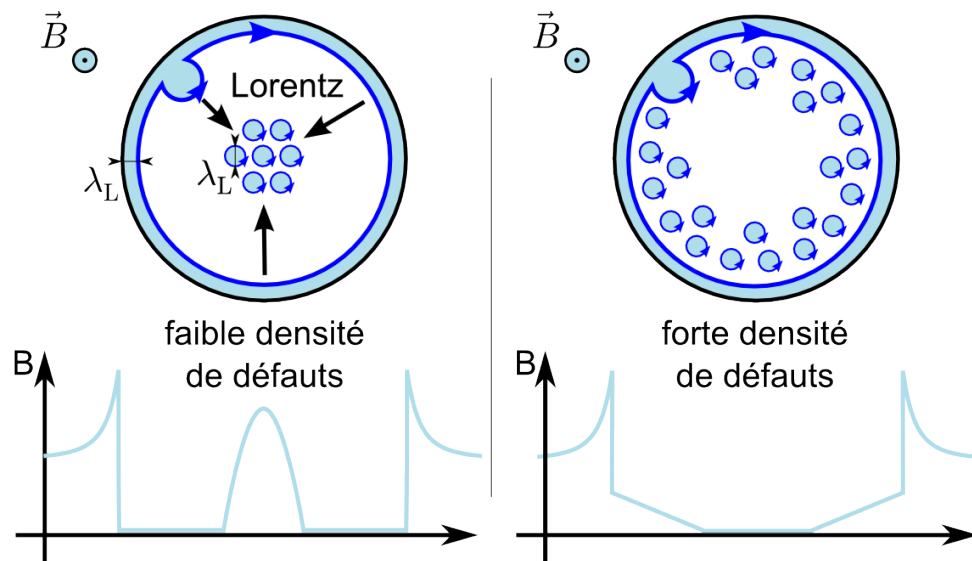 B⃗
Lorentz
λL
λL
faible densité
de défauts
B
B⃗
forte densité
de défauts
B